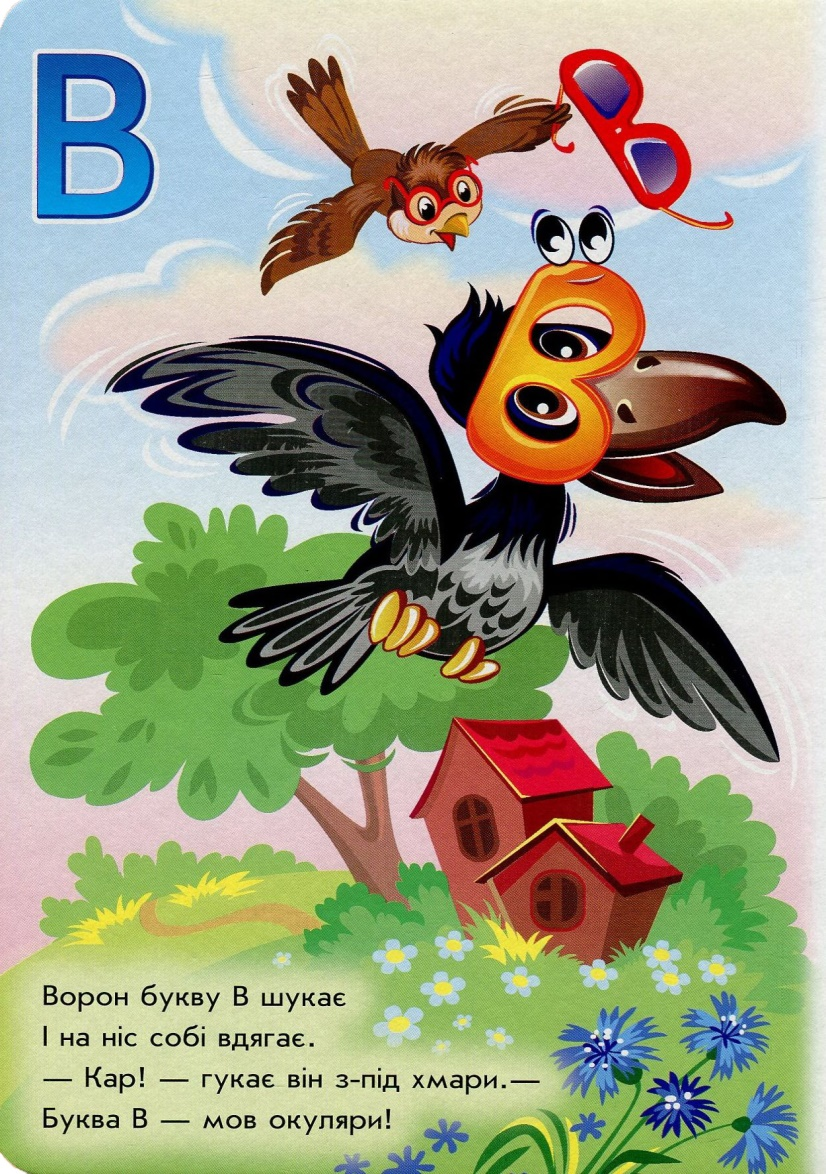 В
Ворон букву В шукає
І на ніс собі вдягає.
— Кар! — гукає він з-під хмари.—
Буква В — мов окуляри!